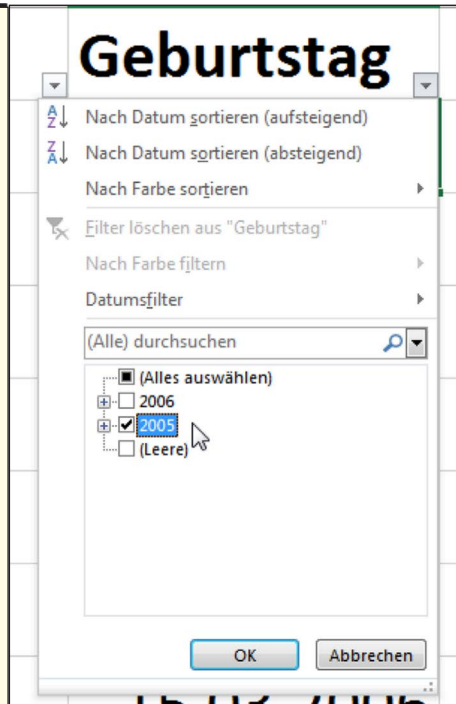 Geburtstag
Nach Datum sortieren (aufsteigend)
Nach Datum sortieren (absteigend)
Nach Farbe sortieren
Filter löschen aus "Geburtstag"
Nach Farbe filtern
Datumsfilter
(Alle) durchsuchen
(Alles auswählen)
2006
2005
(Leere)
OK Abbrechen